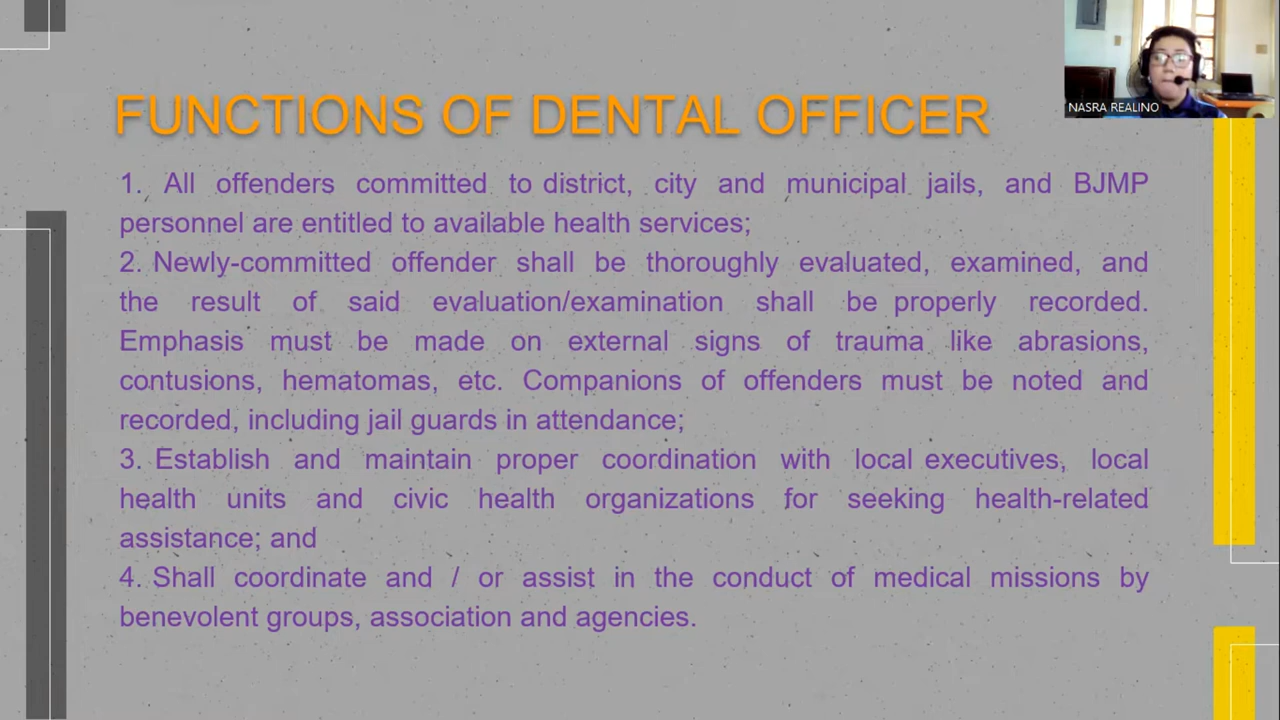 NASRA REALINO
FUNCTIONS OF DENTAL OFFICER
1. All offenders committed to district, city and municipal jails, and BJMP
personnel are entitled to available health services;
2. Newly-committed offender shall be thoroughly evaluated, examined, and
the result of said evaluation/examination shall be properly recorded.
Emphasis must be made on external signs of trauma like abrasions,
contusions, hematomas, etc. Companions of offenders must be noted and
recorded, including jail guards in attendance;
3. Establish and maintain proper coordination with local executives, local
health units and civic health organizations for seeking health-related
assistance; and
4. Shall coordinate and / or assist in the conduct of medical missions by
benevolent groups, association and agencies.